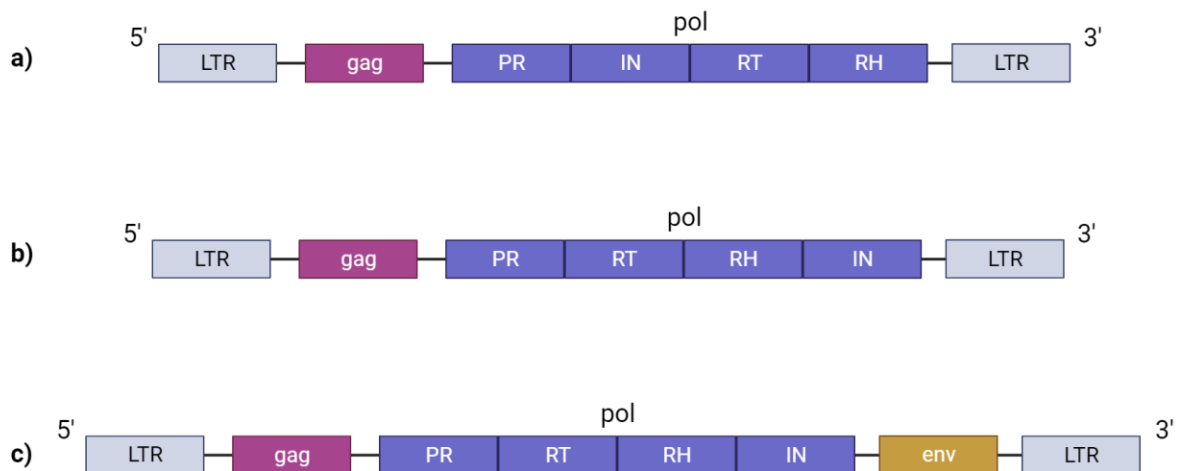 pol
5' 3'
a) LTR gag PR IN RT RH LTR
pol
5' 3'
b) LTR gag PR RT RH IN LTR
pol
5' 3'
c) LTR gag PR RT RH IN env LTR